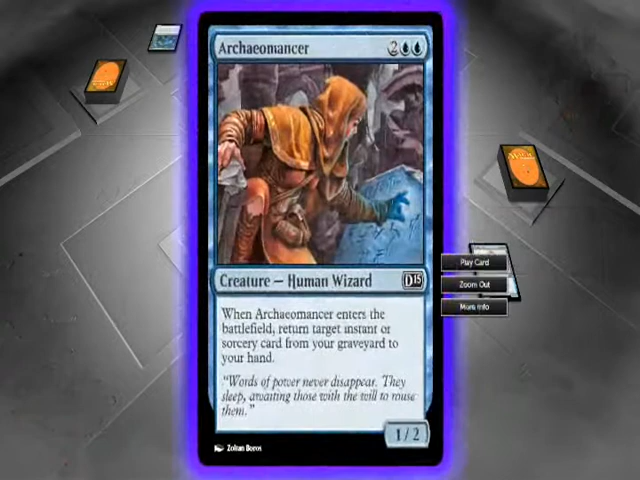 Archaeomancer 2
Creature — Human Wizard D15
When Archaeomancer enters the
battlefield, return target instant or
sorcery card from your graveyard to
your hand.
"Words of power never disappear. They
sleep, awaiting those with the will to rouse
them."
1/2
Zoltan Boros
Play Card
Zoom Out
More Info